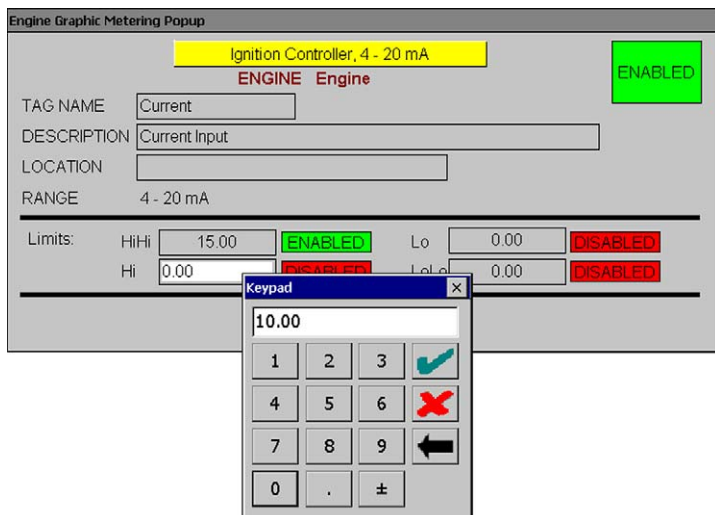 Engine Graphic Metering Popup
Ignition Controller, 4 - 20 mA
ENGINE Engine
ENABLED
TAG NAME Current
DESCRIPTION Current Input
LOCATION
RANGE 4 - 20 mA
Limits: HiHi 15.00 ENABLED Lo 0.00 DISABLED
Hi 0.00 DISABLED LoLo 0.00 DISABLED
Keypad
10.00
1 2 3
4 5 6
7 8 9
0 . ±